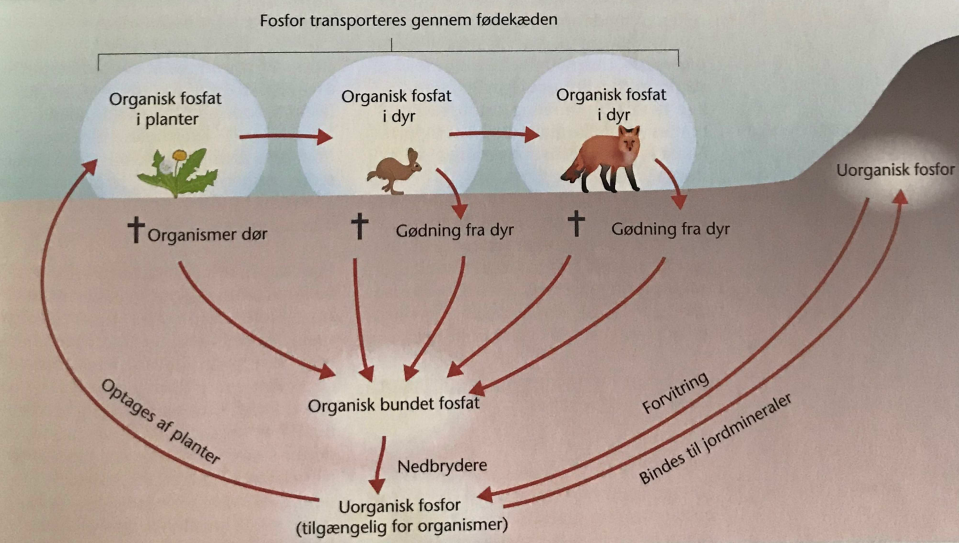 Fosfor transporteres gennem fødekæden
Organisk fosfat
i planter
Organisk fosfat
i dyr
Organisk fosfat
i dyr
Uorganisk fosfor
Organismer dør
Gødning fra dyr
Gødning fra dyr
Organisk bundet fosfat
Optages af planter
Nedbrydere
Forvitring
Bindes til jordmineraler
Uorganisk fosfor
(tilgængelig for organismer)